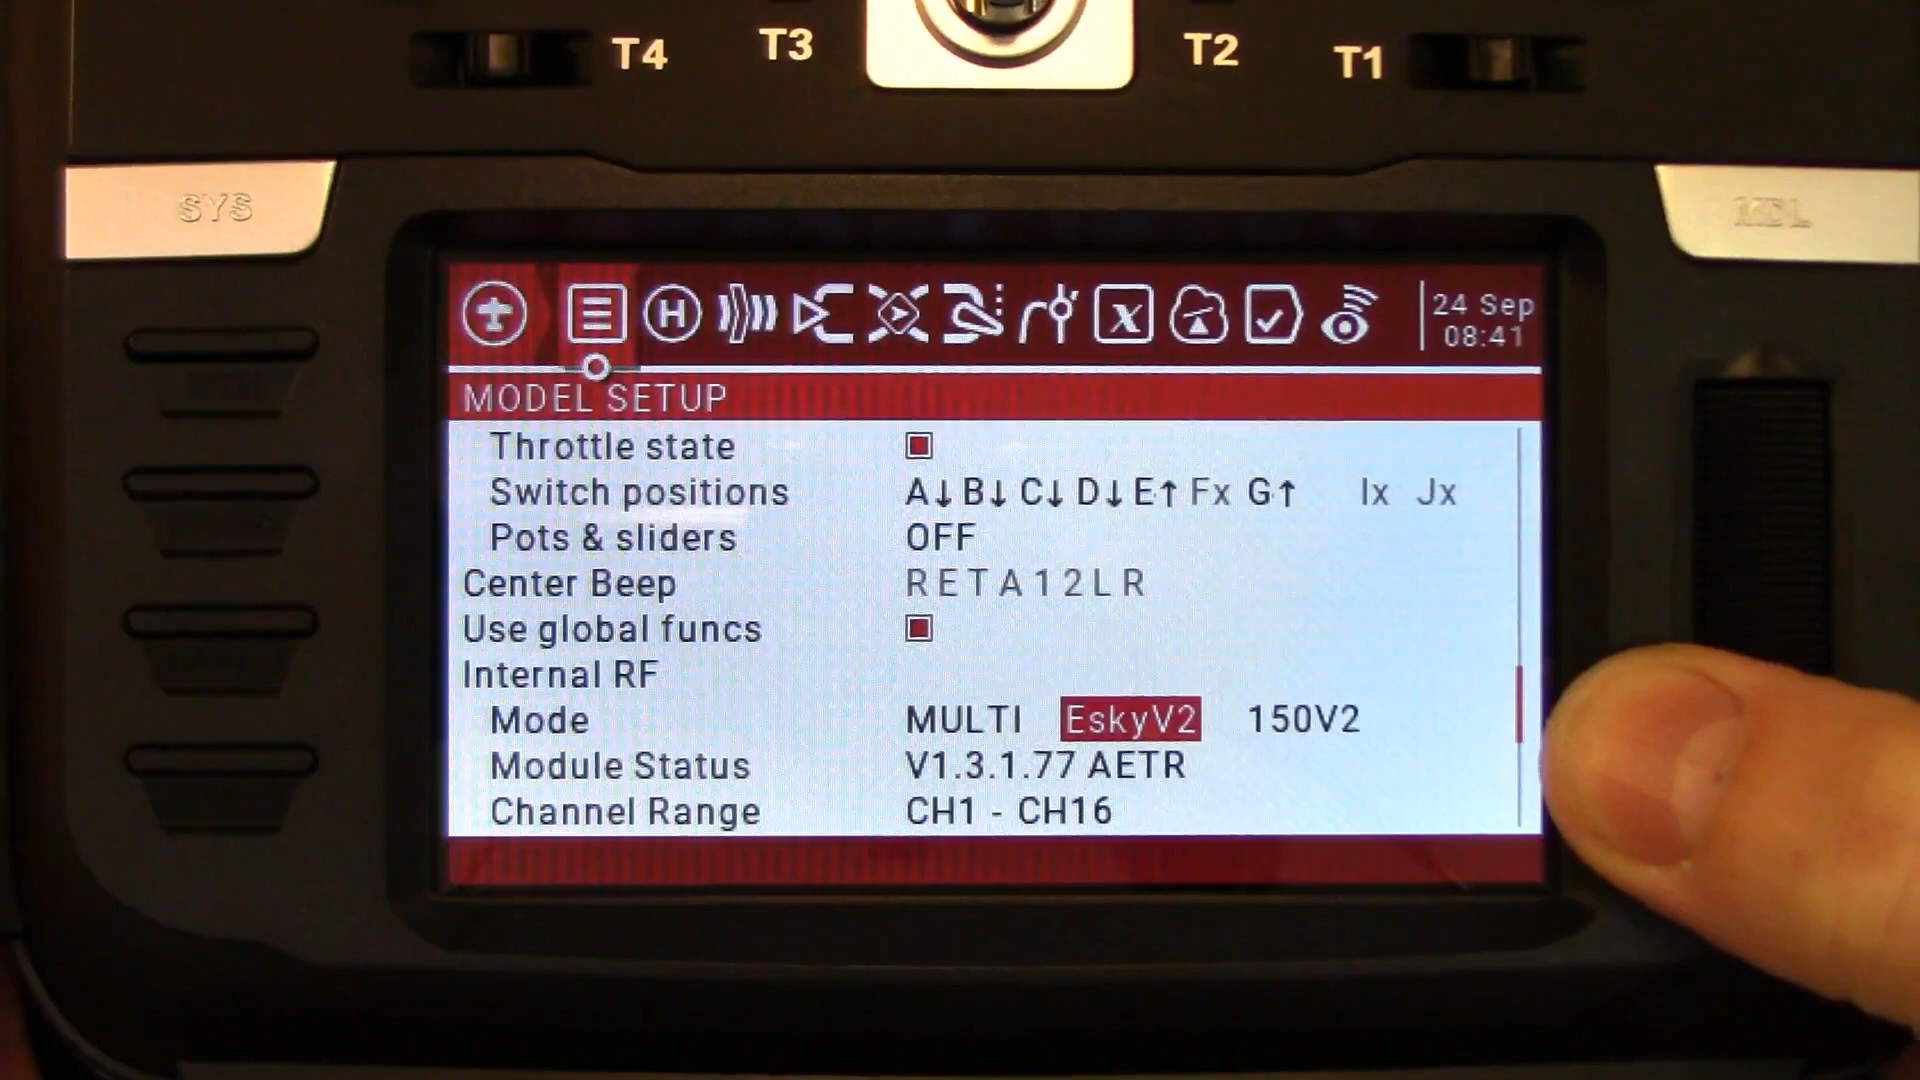 T4 T3 T2 T1
SYS MDL
24 Sep
08:41
MODEL SETUP
Throttle state
Switch positions A↓ B↓ C↓ D↓ E↑ Fx G↑ Ix Jx
Pots & sliders OFF
Center Beep R E T A 1 2 L R
Use global funcs
Internal RF
Mode MULTI EskyV2 150V2
Module Status V1.3.1.77 AETR
Channel Range CH1 - CH16